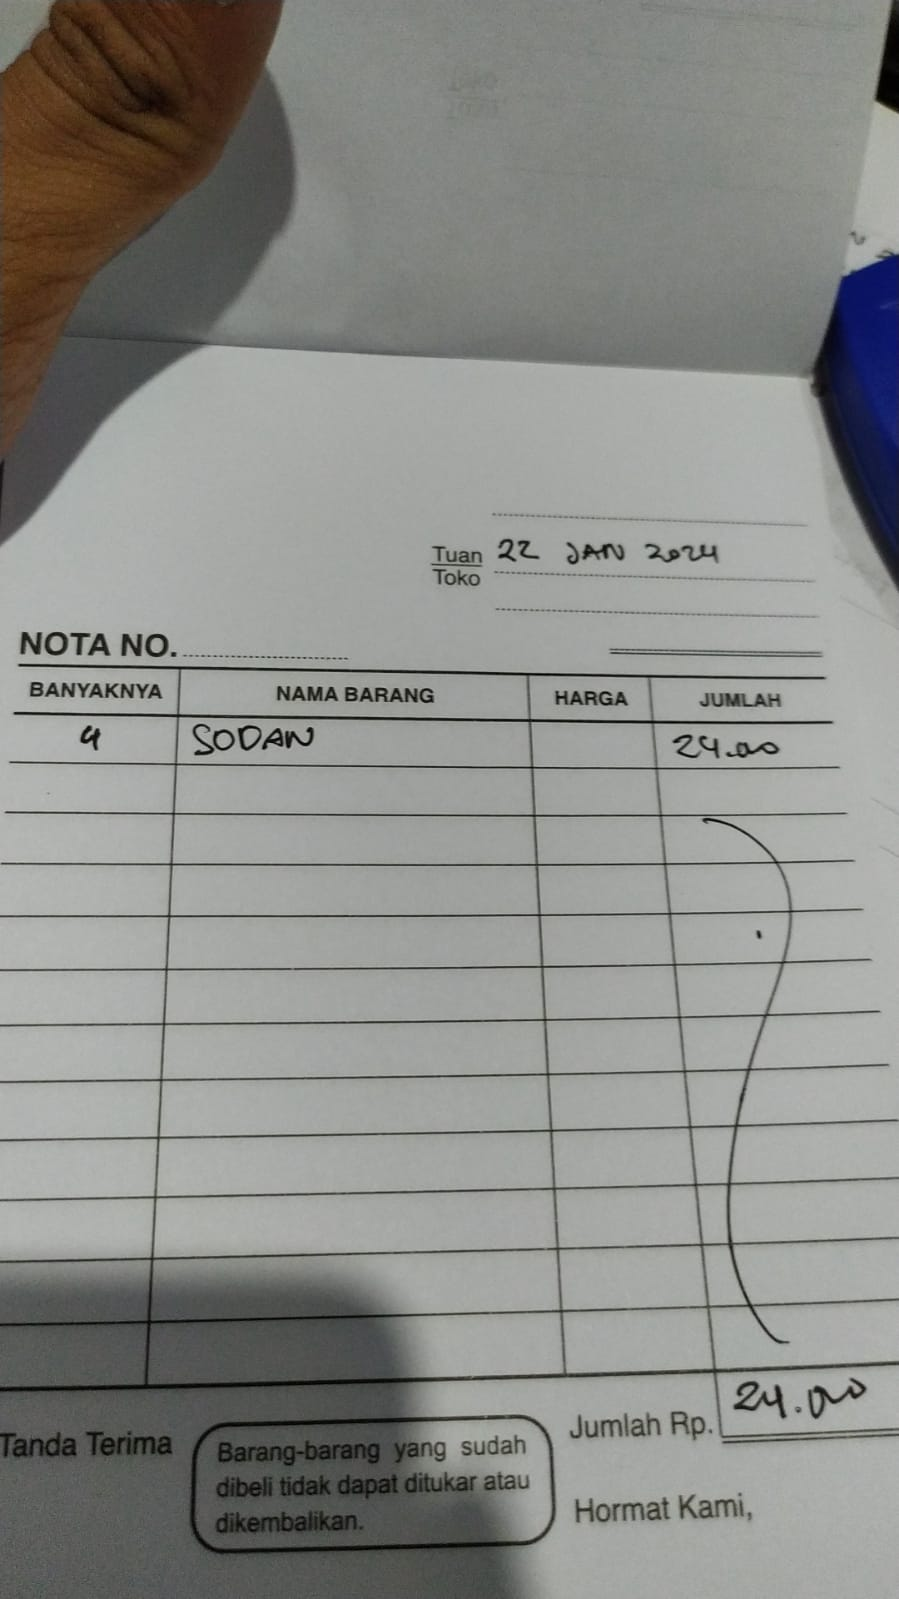 Tuan 22 JAN 2024
Toko
NOTA NO.
BANYAKNYA NAMA BARANG HARGA JUMLAH
4 SODAN 24.000
Jumlah Rp. 24.000
Tanda Terima
Barang-barang yang sudah
dibeli tidak dapat ditukar atau
dikembalikan.
Hormat Kami,